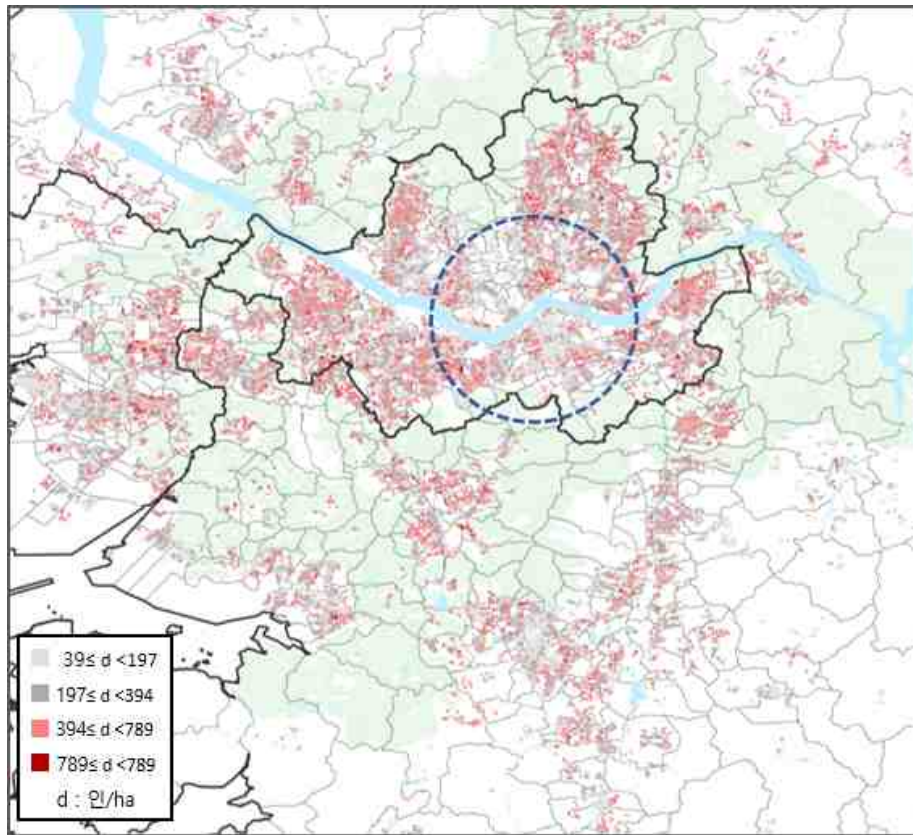 39≤ d <197
197≤ d <394
394≤ d <789
789≤ d <789
d : 인/ha